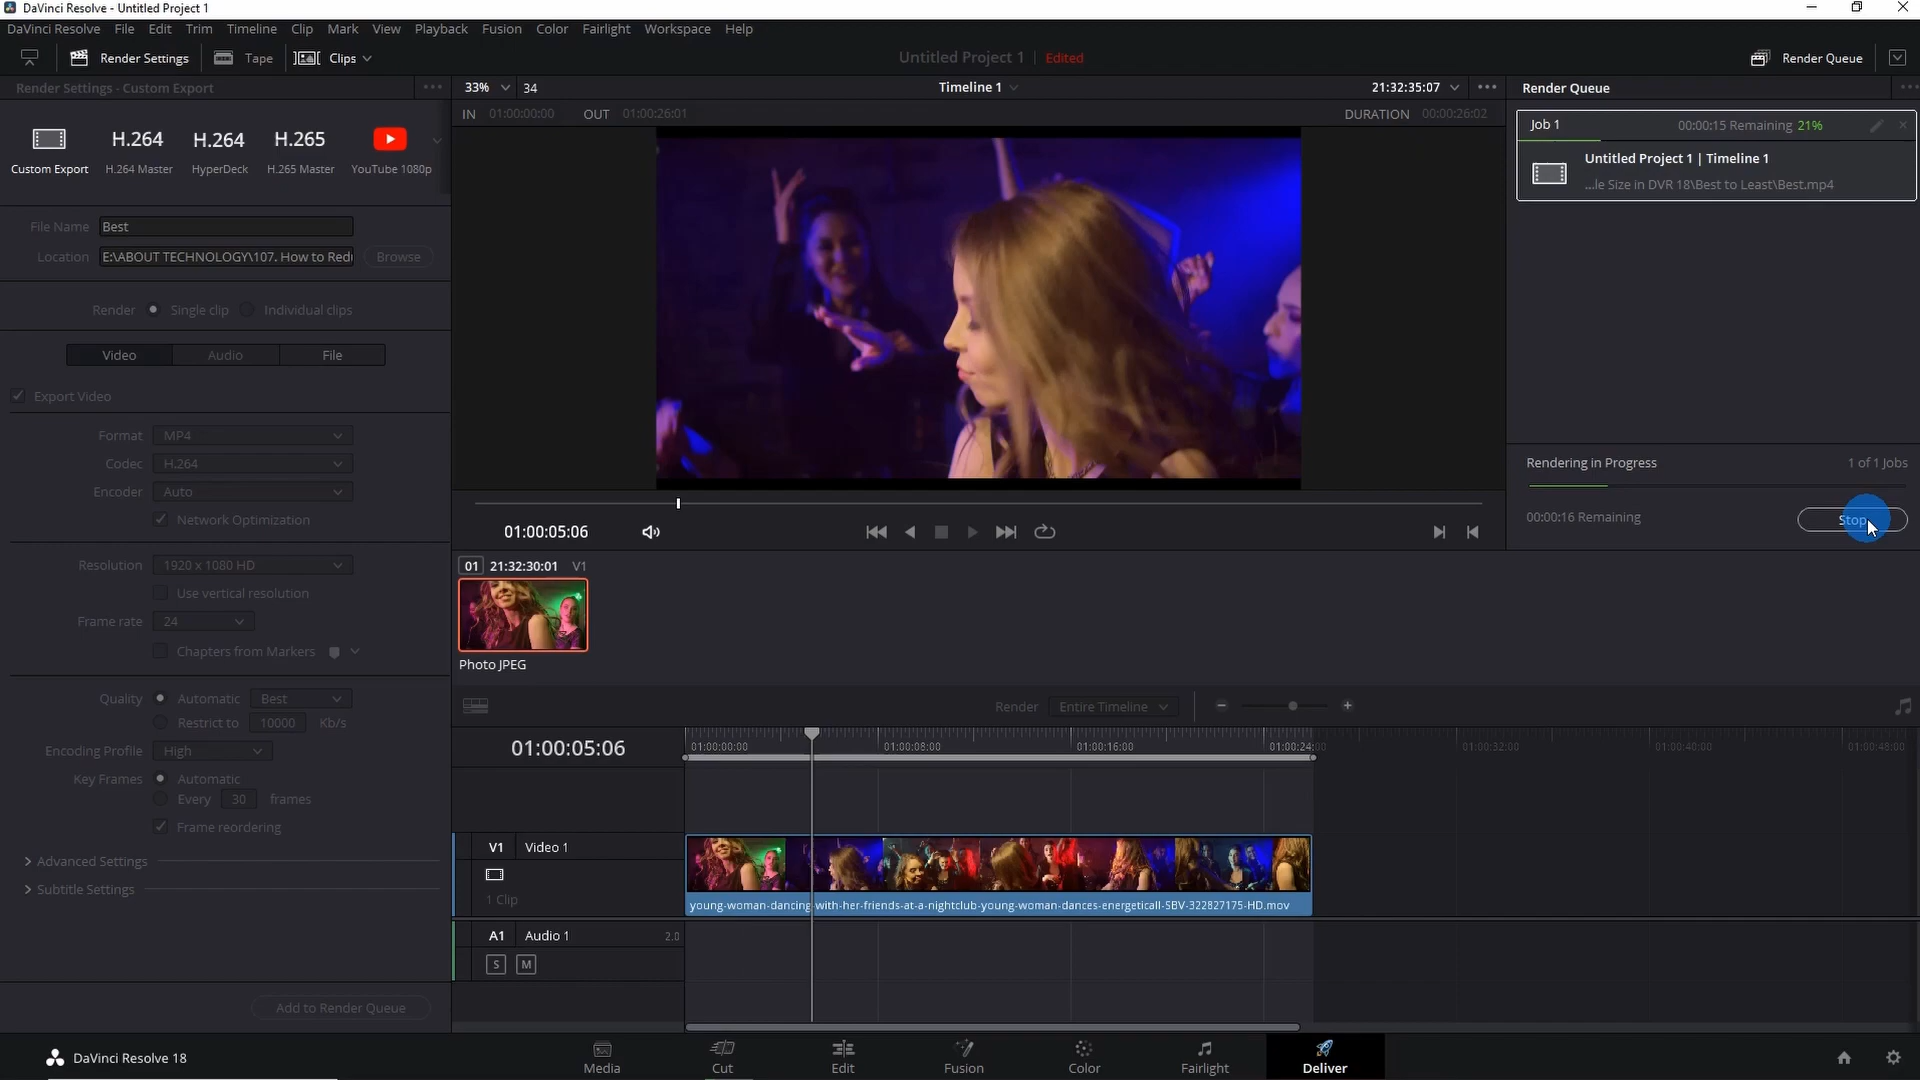 DaVinci Resolve - Untitled Project 1
DaVinci Resolve File Edit Trim Timeline Clip Mark View Playback Fusion Color Fairlight Workspace Help
Render Settings Tape Clips Untitled Project 1 Edited Render Queue
Render Settings - Custom Export
33% 34 Timeline 1 21:32:35:07
Render Queue
IN 01:00:00:00 OUT 01:00:26:01 DURATION 00:00:26:02
H.264 H.264 H.265
Custom Export H.264 Master HyperDeck H.265 Master YouTube 1080p
Job 1 00:00:15 Remaining 21%
Untitled Project 1 | Timeline 1
...le Size in DVR 18\Best to Least\Best.mp4
File Name Best
Location E:\ABOUT TECHNOLOGY\107. How to Redu Browse
Render Single clip Individual clips
Video Audio File
Export Video
Format MP4
Codec H.264
Encoder Auto
Network Optimization
Rendering in Progress 1 of 1 Jobs
00:00:16 Remaining Stop
01:00:05:06
Resolution 1920 x 1080 HD
Use vertical resolution
Frame rate 24
Chapters from Markers
01 21:32:30:01 V1
Photo JPEG
Quality Automatic Best
Restrict to 10000 Kb/s
Encoding Profile High
Key Frames Automatic
Every 30 frames
Frame reordering
Advanced Settings
Subtitle Settings
Add to Render Queue
Render Entire Timeline
01:00:05:06
01:00:00:00 01:00:08:00 01:00:16:00 01:00:24:00 01:00:32:00 01:00:40:00 01:00:48:00
V1 Video 1
1 Clip
young-woman-dancing-with-her-friends-at-a-nightclub-young-woman-dances-energeticall-SBV-322827175-HD.mov
A1 Audio 1 2.0
S M
DaVinci Resolve 18
Media Cut Edit Fusion Color Fairlight Deliver